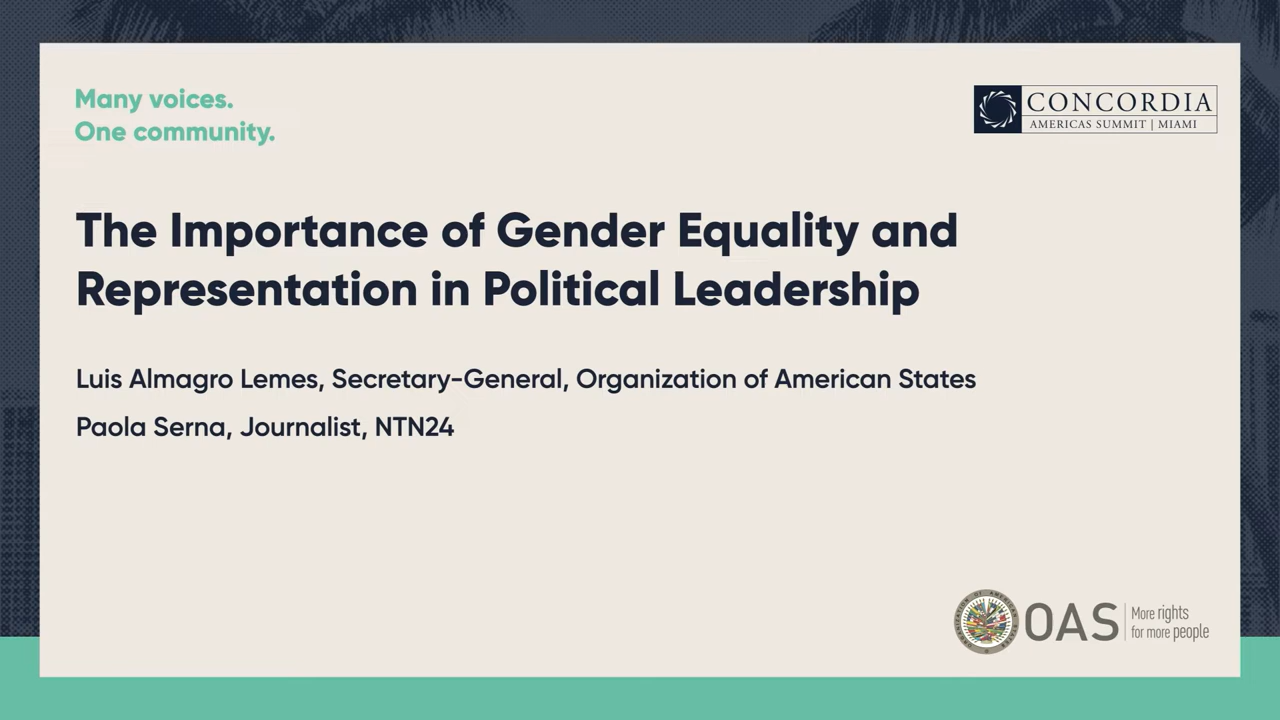 Many voices.
One community.
CONCORDIA
AMERICAS SUMMIT | MIAMI
The Importance of Gender Equality and
Representation in Political Leadership
Luis Almagro Lemes, Secretary-General, Organization of American States
Paola Serna, Journalist, NTN24
OAS
More rights
for more people